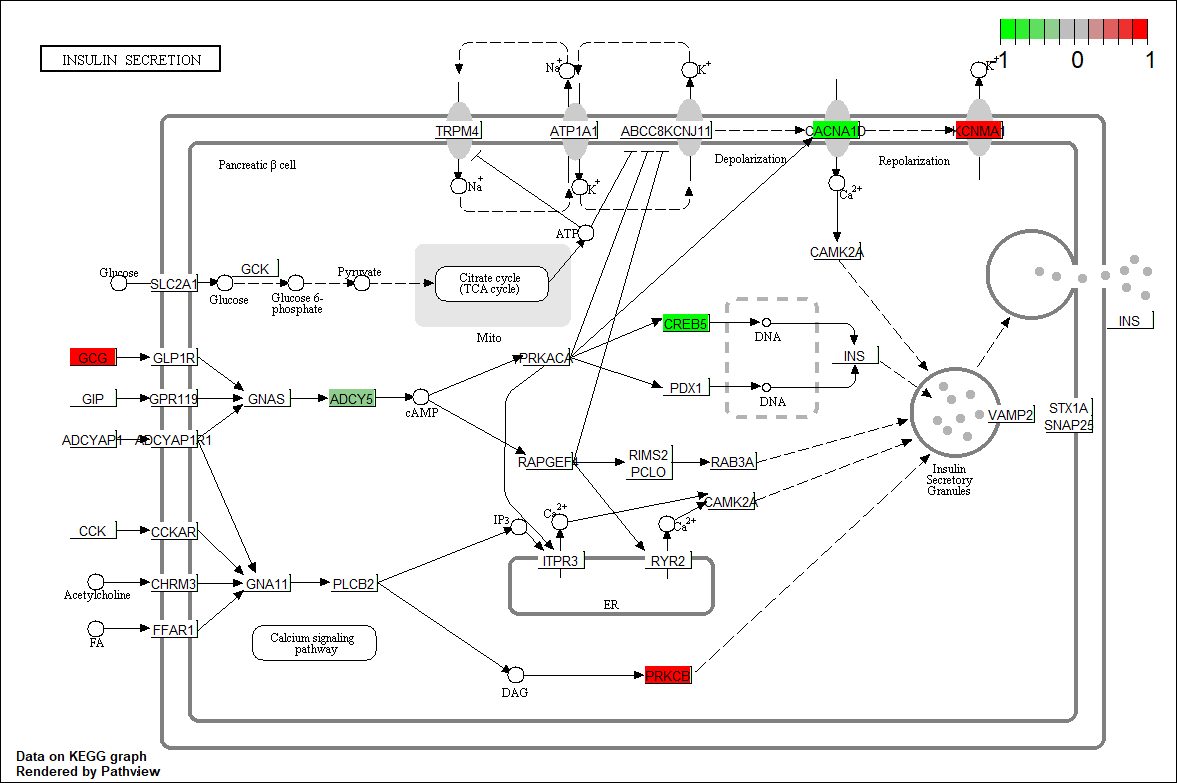 INSULIN SECRETION
-1 0 1
Na+
K+
K+
TRPM4
ATP1A1
ABCC8
KCNJ11
CACNA1D
KCNMA1
Depolarization
Repolarization
Pancreatic β cell
Na+
K+
Ca2+
ATP
CAMK2A
Glucose
SLC2A1
Glucose
GCK
Glucose 6-
phosphate
Pyruvate
Citrate cycle
(TCA cycle)
Mito
INS
GCG
GLP1R
GIP
GPR119
ADCYAP1
ADCYAP1R1
GNAS
ADCY5
cAMP
PRKACA
CREB5
DNA
INS
PDX1
DNA
RAPGEF4
RIMS2
PCLO
RAB3A
CAMK2A
VAMP2
STX1A
SNAP25
Insulin
Secretory
Granules
CCK
CCKAR
Acetylcholine
CHRM3
FA
FFAR1
GNA11
PLCB2
IP3
Ca2+
Ca2+
ITPR3
RYR2
ER
Calcium signaling
pathway
DAG
PRKCB
Data on KEGG graph
Rendered by Pathview